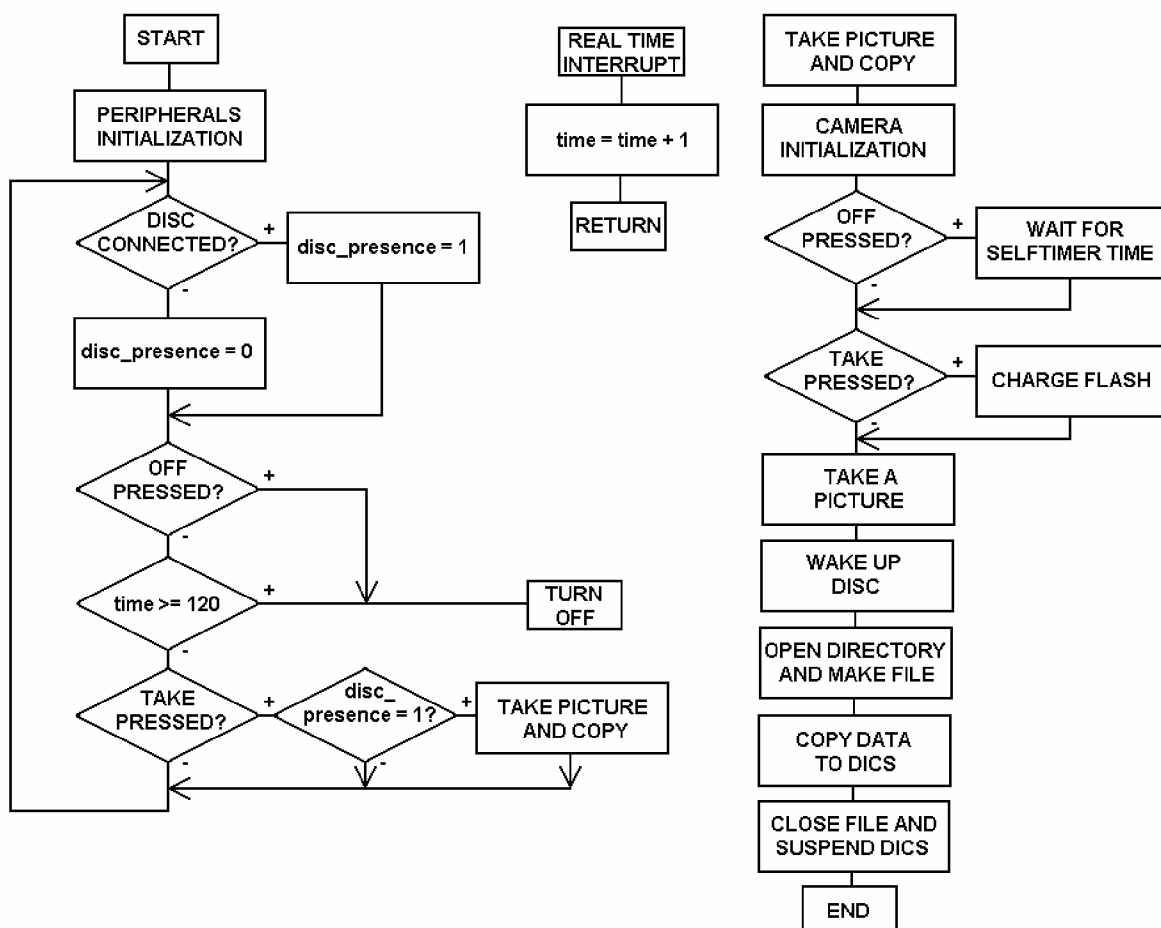 START
PERIPHERALS
INITIALIZATION
DISC
CONNECTED?
+
-
disc_presence = 1
disc_presence = 0
OFF
PRESSED?
+
-
time >= 120
+
-
TURN
OFF
TAKE
PRESSED?
+
-
disc_
presence = 1?
+
-
TAKE PICTURE
AND COPY
REAL TIME
INTERRUPT
time = time + 1
RETURN
TAKE PICTURE
AND COPY
CAMERA
INITIALIZATION
OFF
PRESSED?
+
-
WAIT FOR
SELFTIMER TIME
TAKE
PRESSED?
+
-
CHARGE FLASH
TAKE A
PICTURE
WAKE UP
DISC
OPEN DIRECTORY
AND MAKE FILE
COPY DATA
TO DICS
CLOSE FILE AND
SUSPEND DICS
END